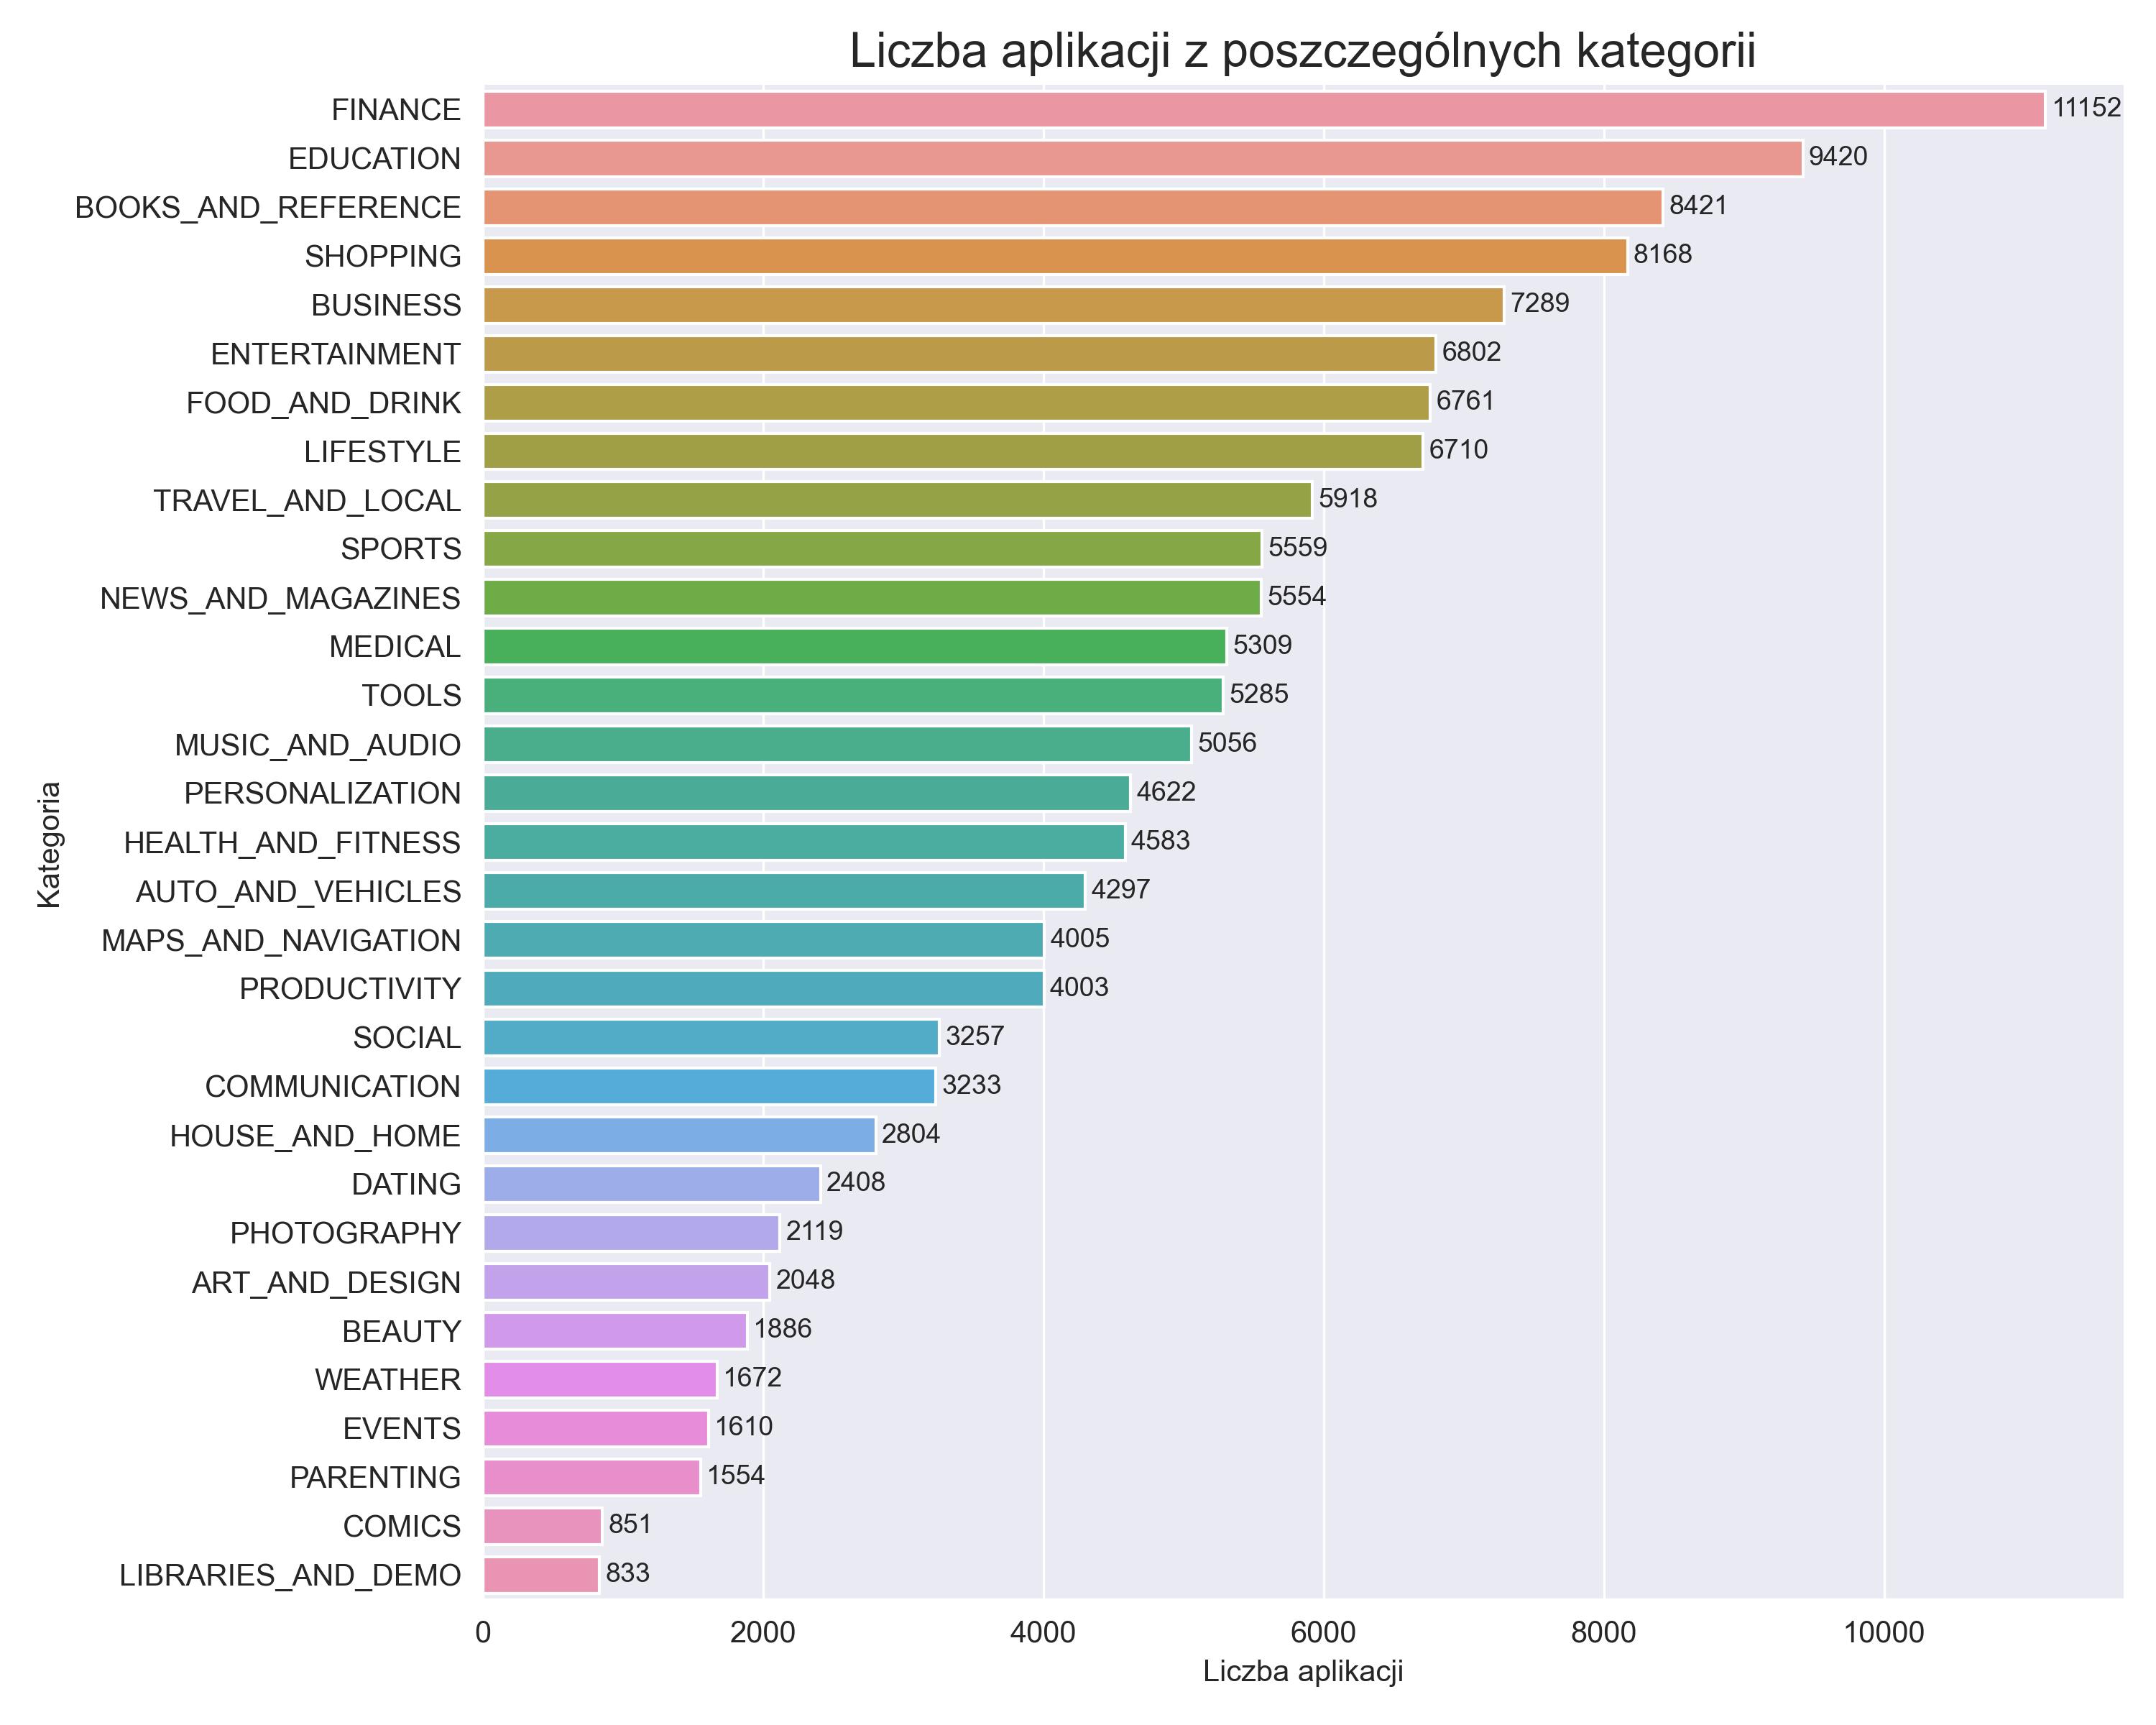 Liczba aplikacji z poszczególnych kategorii
FINANCE 11152
EDUCATION 9420
BOOKS_AND_REFERENCE 8421
SHOPPING 8168
BUSINESS 7289
ENTERTAINMENT 6802
FOOD_AND_DRINK 6761
LIFESTYLE 6710
TRAVEL_AND_LOCAL 5918
SPORTS 5559
NEWS_AND_MAGAZINES 5554
MEDICAL 5309
TOOLS 5285
MUSIC_AND_AUDIO 5056
PERSONALIZATION 4622
HEALTH_AND_FITNESS 4583
AUTO_AND_VEHICLES 4297
MAPS_AND_NAVIGATION 4005
PRODUCTIVITY 4003
SOCIAL 3257
COMMUNICATION 3233
HOUSE_AND_HOME 2804
DATING 2408
PHOTOGRAPHY 2119
ART_AND_DESIGN 2048
BEAUTY 1886
WEATHER 1672
EVENTS 1610
PARENTING 1554
COMICS 851
LIBRARIES_AND_DEMO 833
Kategoria
0 2000 4000 6000 8000 10000
Liczba aplikacji